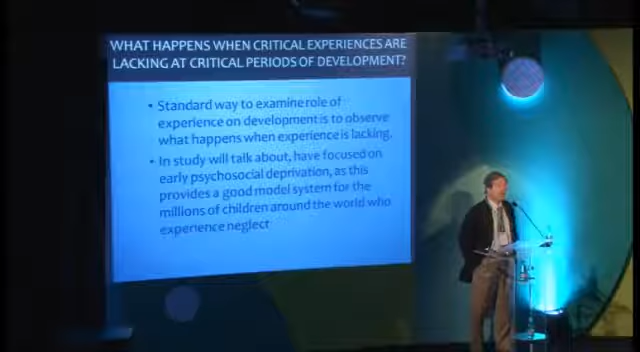 WHAT HAPPENS WHEN CRITICAL EXPERIENCES ARE
LACKING AT CRITICAL PERIODS OF DEVELOPMENT?
• Standard way to examine role of
experience on development is to observe
what happens when experience is lacking.
• In study will talk about, have focused on
early psychosocial deprivation, as this
provides a good model system for the
millions of children around the world who
experience neglect